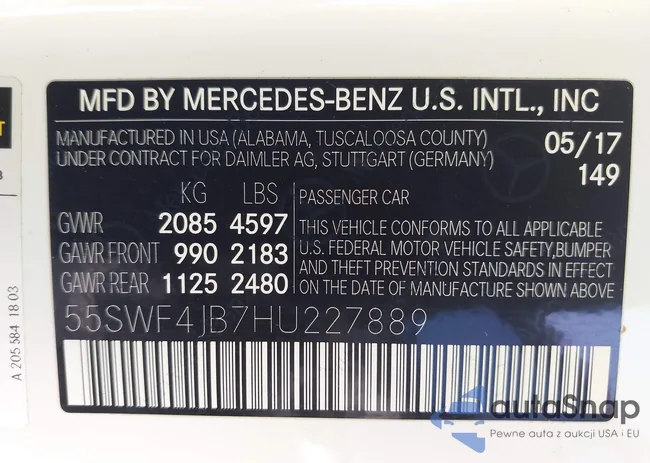 MFD BY MERCEDES-BENZ U.S. INTL., INC
MANUFACTURED IN USA (ALABAMA, TUSCALOOSA COUNTY) 05/17
UNDER CONTRACT FOR DAIMLER AG, STUTTGART (GERMANY) 149
KG LBS PASSENGER CAR
GVWR 2085 4597
GAWR FRONT 990 2183
GAWR REAR 1125 2480
THIS VEHICLE CONFORMS TO ALL APPLICABLE
U.S. FEDERAL MOTOR VEHICLE SAFETY,BUMPER
AND THEFT PREVENTION STANDARDS IN EFFECT
ON THE DATE OF MANUFACTURE SHOWN ABOVE
55SWF4JB7HU227889
A 205 584 18 03
autoSnap
Pewne auta z aukcji USA i EU